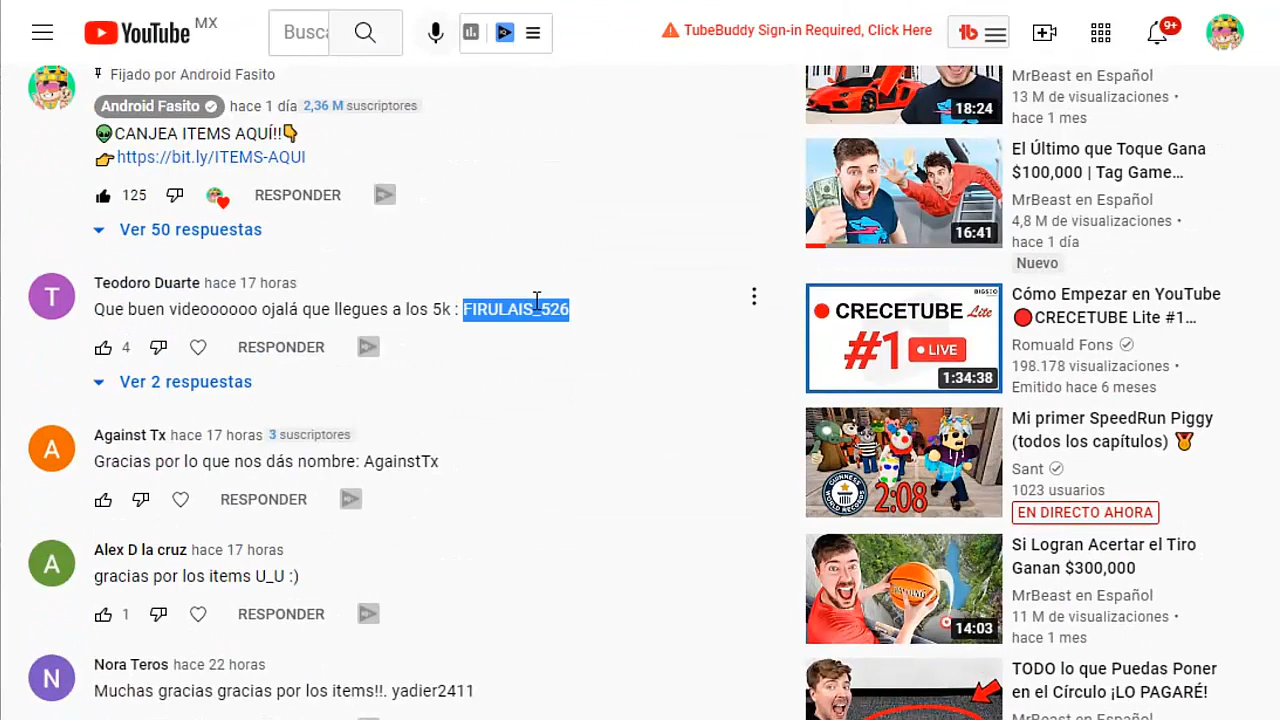 YouTube MX
Busca
TubeBuddy Sign-in Required, Click Here
tb
9+
Fijado por Android Fasito
Android Fasito hace 1 día 2,36 M suscriptores
👽CANJEA ITEMS AQUÍ!!👇
👉https://bit.ly/ITEMS-AQUI
125 RESPONDER
Ver 50 respuestas
T
Teodoro Duarte hace 17 horas
Que buen videoooooo ojalá que llegues a los 5k : FIRULAIS_526
4 RESPONDER
Ver 2 respuestas
A
Against Tx hace 17 horas 3 suscriptores
Gracias por lo que nos dás nombre: AgainstTx
RESPONDER
A
Alex D la cruz hace 17 horas
gracias por los items U_U :)
1 RESPONDER
N
Nora Teros hace 22 horas
Muchas gracias gracias por los items!!. yadier2411
18:24
MrBeast en Español
13 M de visualizaciones •
hace 1 mes
16:41
El Último que Toque Gana
$100,000 | Tag Game…
MrBeast en Español
4,8 M de visualizaciones •
hace 1 día
Nuevo
BIGSEO
CRECETUBE Lite
#1
LIVE
1:34:38
Cómo Empezar en YouTube
🔴CRECETUBE Lite #1…
Romuald Fons
198.178 visualizaciones •
Emitido hace 6 meses
2:08
Mi primer SpeedRun Piggy
(todos los capítulos) 🏅
Sant
1023 usuarios
EN DIRECTO AHORA
14:03
Si Logran Acertar el Tiro
Ganan $300,000
MrBeast en Español
11 M de visualizaciones •
hace 1 mes
TODO lo que Puedas Poner
en el Círculo ¡LO PAGARÉ!
MrBeast en Español